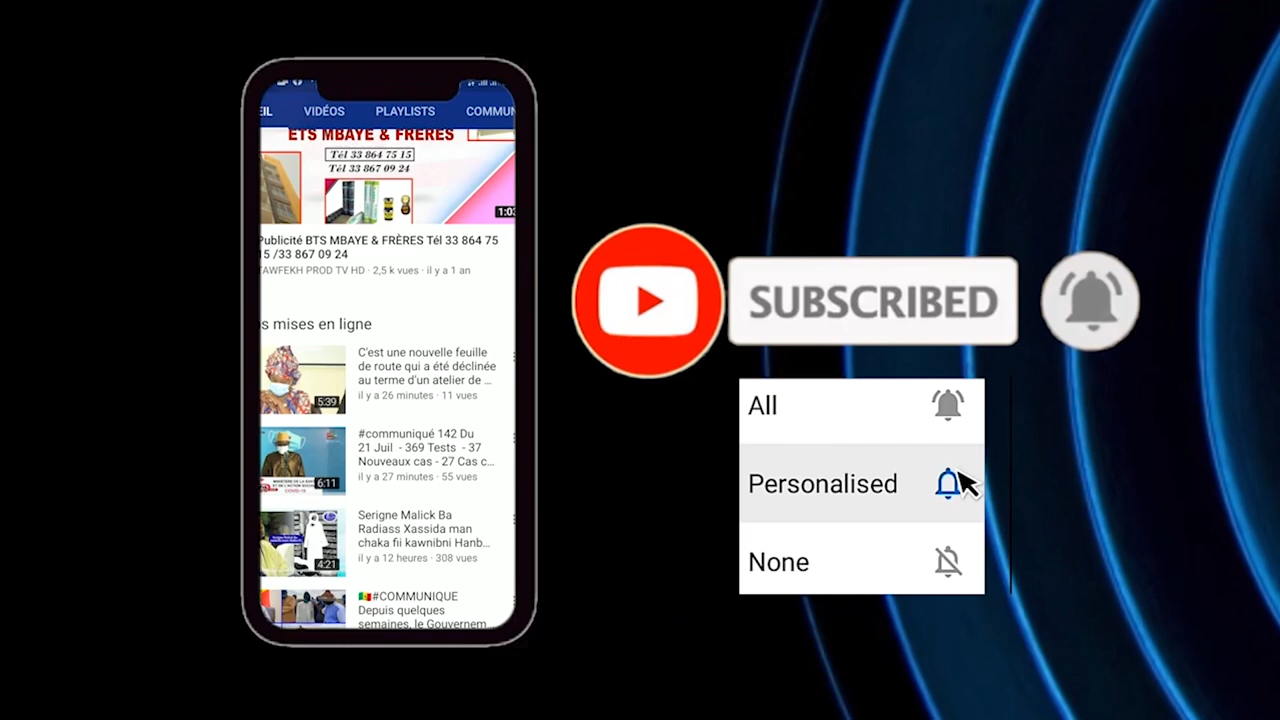 EIL VIDÉOS PLAYLISTS COMMUN
ETS MBAYE & FRERES
Tél 33 864 75 15
Tél 33 867 09 24
1:03
Publicité BTS MBAYE & FRÈRES Tél 33 864 75
15 /33 867 09 24
TAWFEKH PROD TV HD · 2,5 k vues · il y a 1 an
s mises en ligne
C'est une nouvelle feuille
de route qui a été déclinée
au terme d'un atelier de ...
il y a 26 minutes · 11 vues
5:39
#communiqué 142 Du
21 Juil - 369 Tests - 37
Nouveaux cas - 27 Cas c...
il y a 27 minutes · 55 vues
6:11
Serigne Malick Ba
Radiass Xassida man
chaka fii kawnibni Hanb...
il y a 12 heures · 308 vues
4:21
#COMMUNIQUE
Depuis quelques
semaines, le Gouvernem
SUBSCRIBED
All
Personalised
None